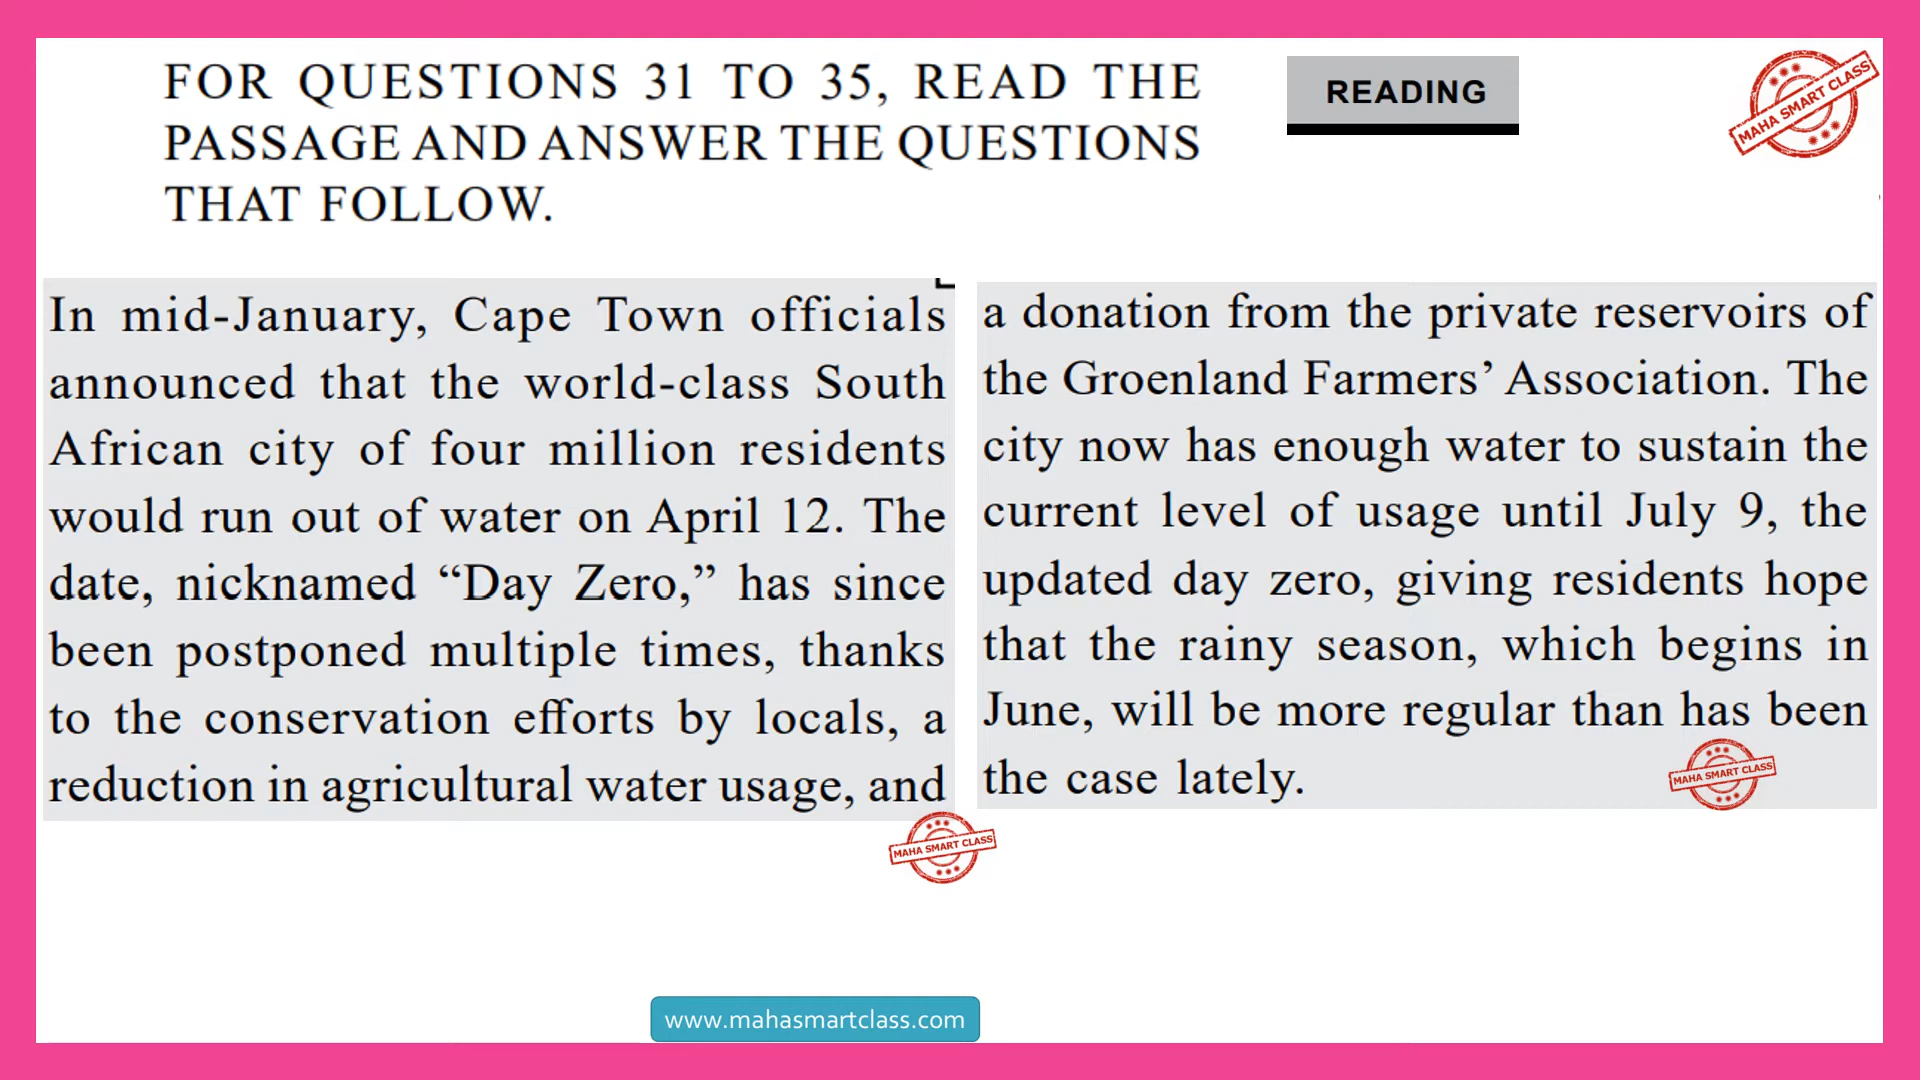 FOR QUESTIONS 31 TO 35, READ THE
PASSAGE AND ANSWER THE QUESTIONS
THAT FOLLOW.
READING
MAHA SMART CLASS
In mid-January, Cape Town officials
announced that the world-class South
African city of four million residents
would run out of water on April 12. The
date, nicknamed “Day Zero,” has since
been postponed multiple times, thanks
to the conservation efforts by locals, a
reduction in agricultural water usage, and
a donation from the private reservoirs of
the Groenland Farmers’ Association. The
city now has enough water to sustain the
current level of usage until July 9, the
updated day zero, giving residents hope
that the rainy season, which begins in
June, will be more regular than has been
the case lately.
MAHA SMART CLASS
MAHA SMART CLASS
www.mahasmartclass.com